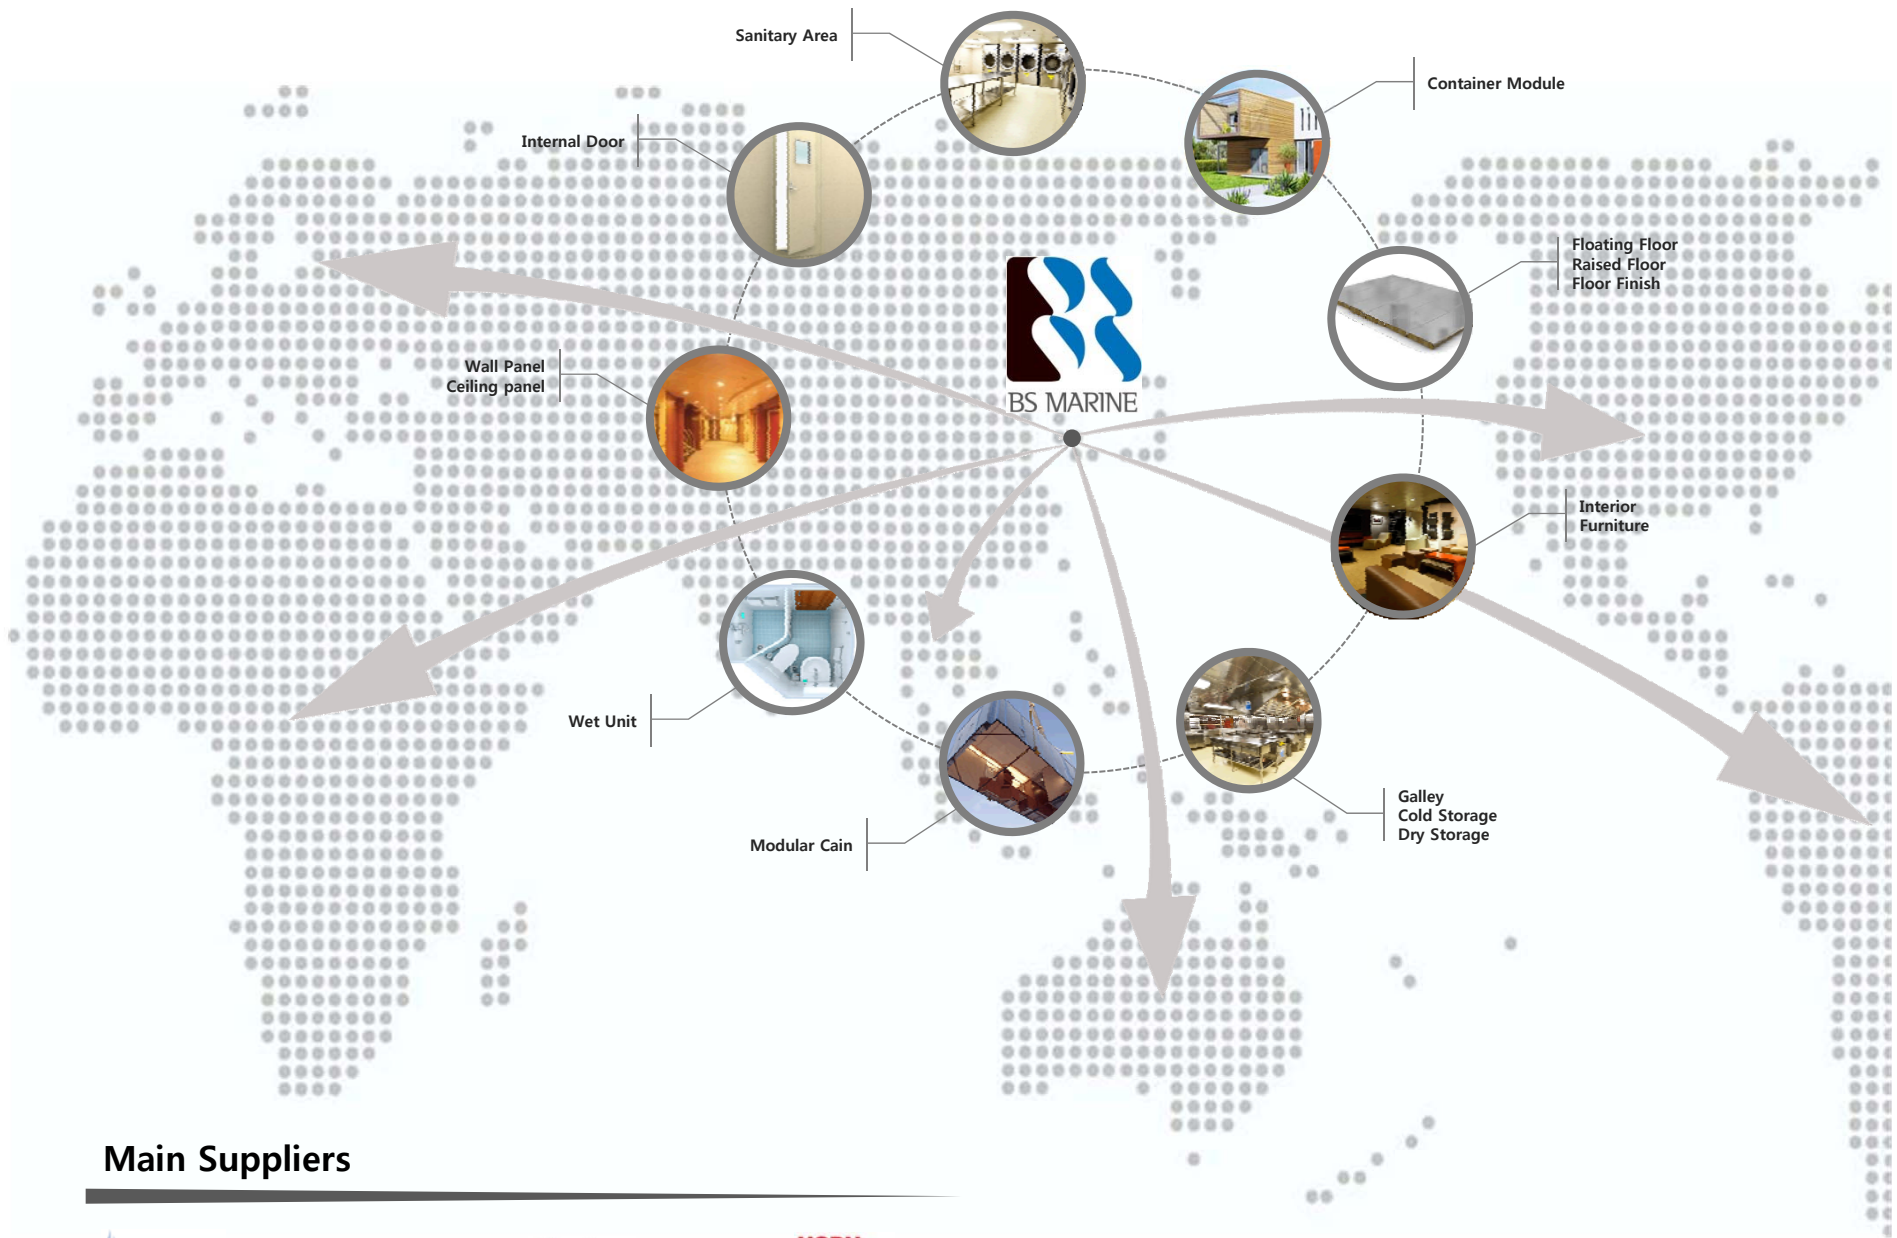 Sanitary Area
Container Module
Internal Door
Floating Floor
Raised Floor
Floor Finish
Wall Panel
Ceiling panel
BS MARINE
Interior
Furniture
Wet Unit
Modular Cain
Galley
Cold Storage
Dry Storage
Main Suppliers